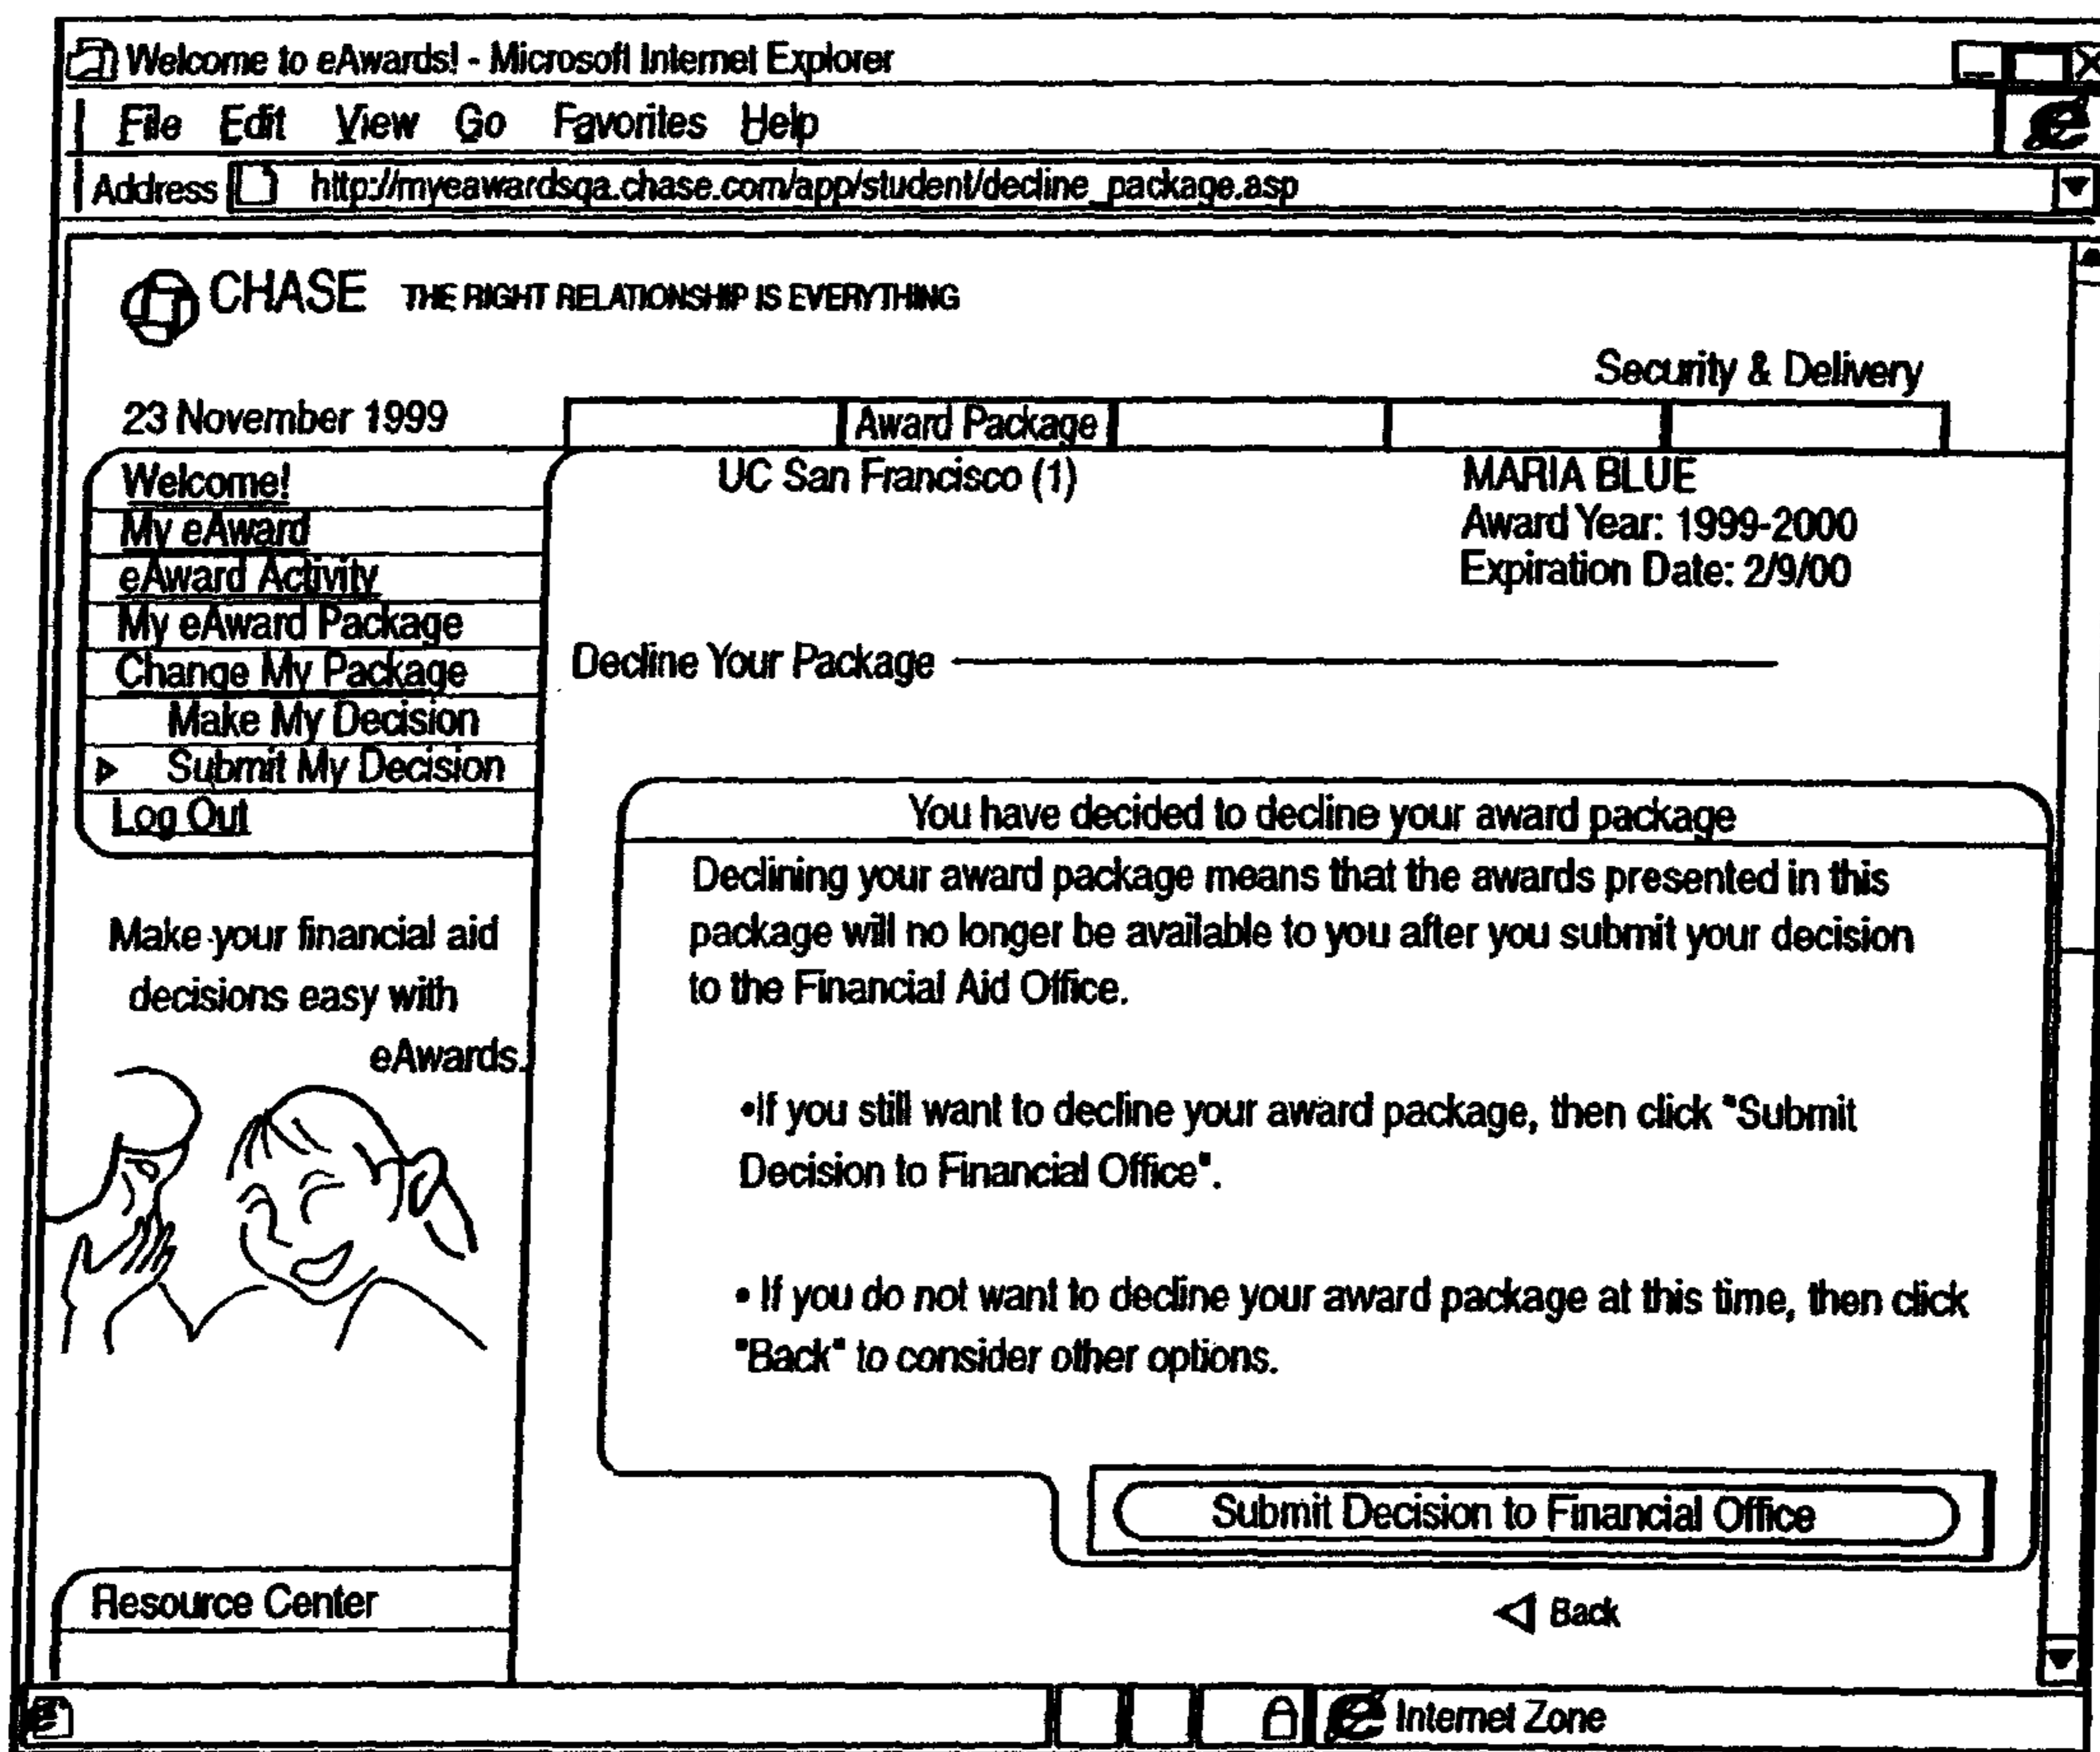 Welcome to eAwards! - Microsoft Internet Explorer
File Edit View Go Favorites Help
Address http://myeawardsqa.chase.com/app/student/decline_package.asp
CHASE THE RIGHT RELATIONSHIP IS EVERYTHING
Security & Delivery
23 November 1999
Award Package
Welcome!
My eAward
eAward Activity
My eAward Package
Change My Package
Make My Decision
Submit My Decision
Log Out
UC San Francisco (1)
MARIA BLUE
Award Year: 1999-2000
Expiration Date: 2/9/00
Decline Your Package
You have decided to decline your award package
Declining your award package means that the awards presented in this
package will no longer be available to you after you submit your decision
to the Financial Aid Office.
•If you still want to decline your award package, then click "Submit
Decision to Financial Office".
• If you do not want to decline your award package at this time, then click
"Back" to consider other options.
Submit Decision to Financial Office
Back
Make your financial aid
decisions easy with
eAwards.
Resource Center
Internet Zone